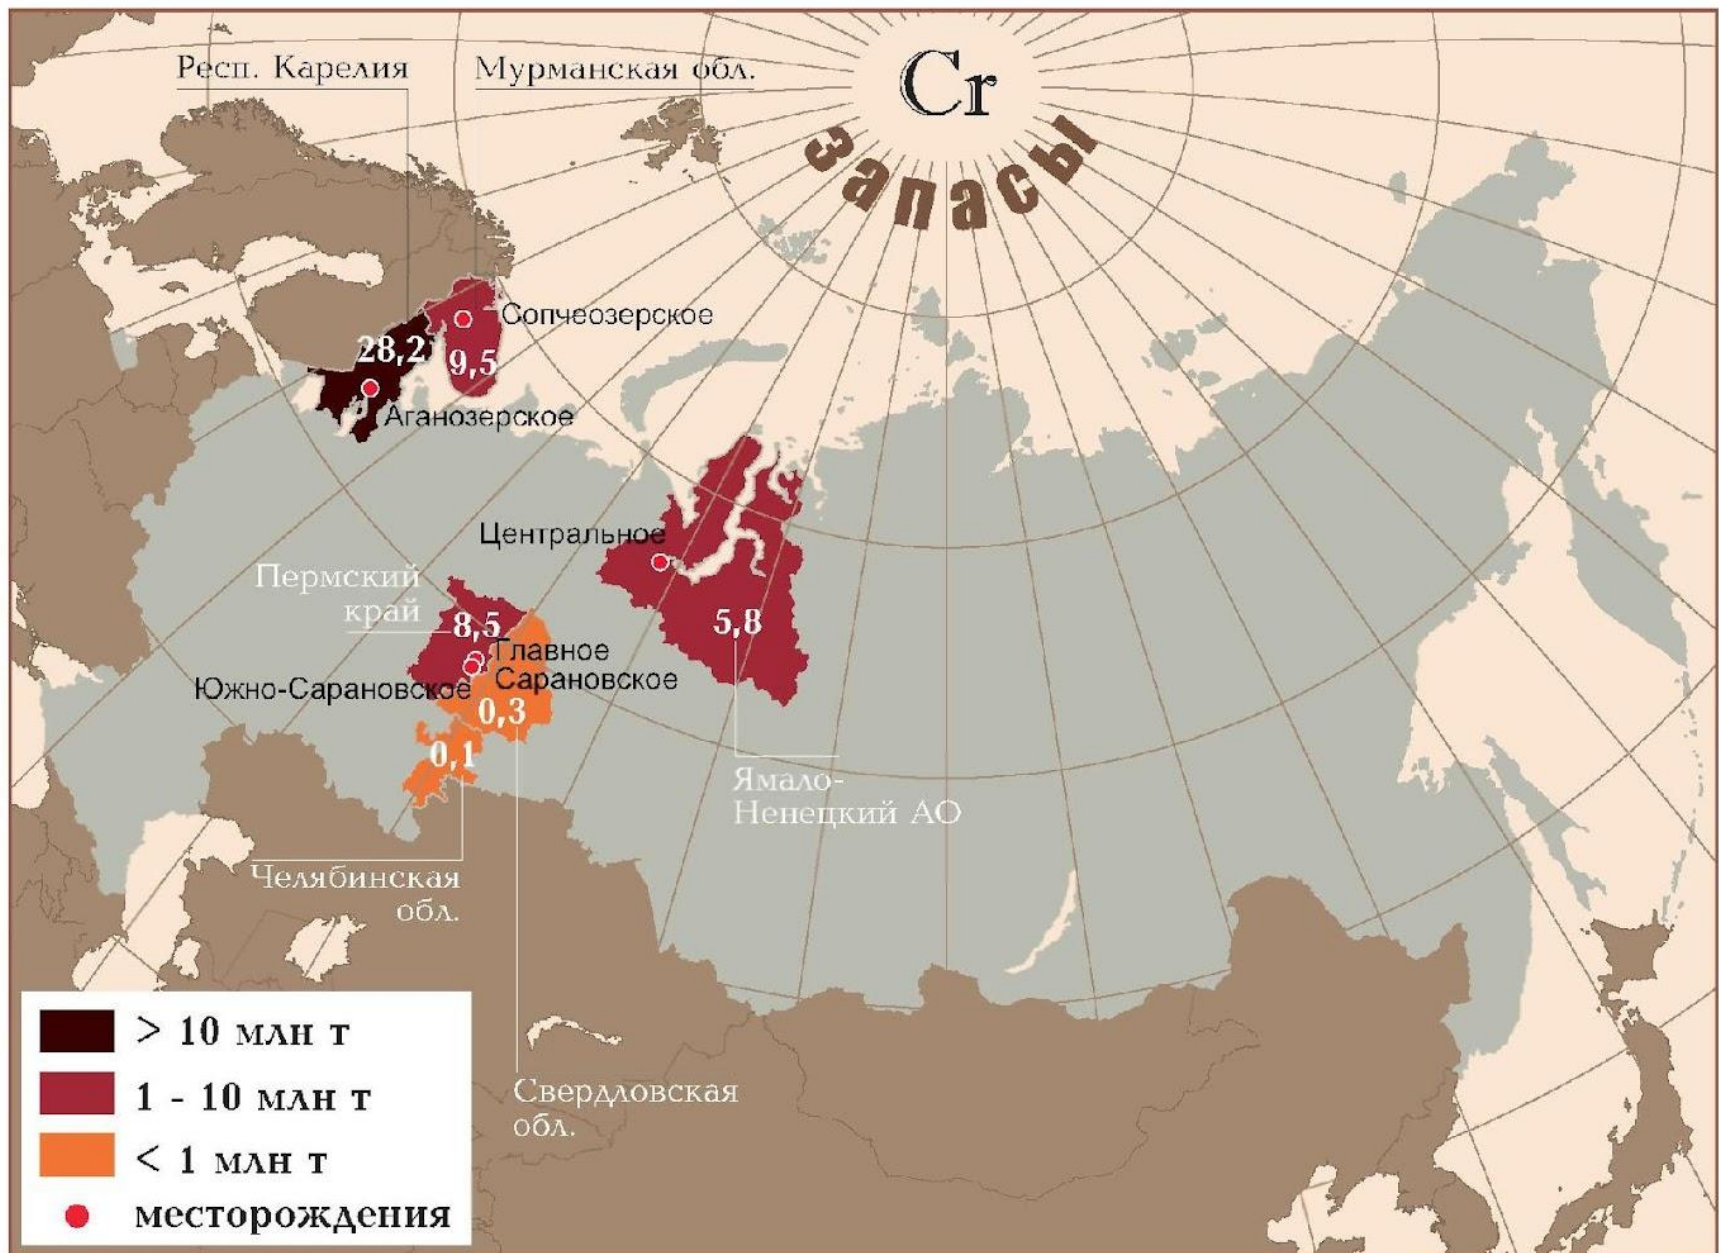 Cr
Запасы
Респ. Карелия
Мурманская обл.
Сопчеозерское
28,2
9,5
Аганозерское
Центральное
Пермский
край
8,5
5,8
Главное
Сарановское
Южно-Сарановское
0,3
0,1
Ямало-
Ненецкий АО
Челябинская
обл.
Свердловская
обл.
> 10 млн т
1 - 10 млн т
< 1 млн т
месторождения